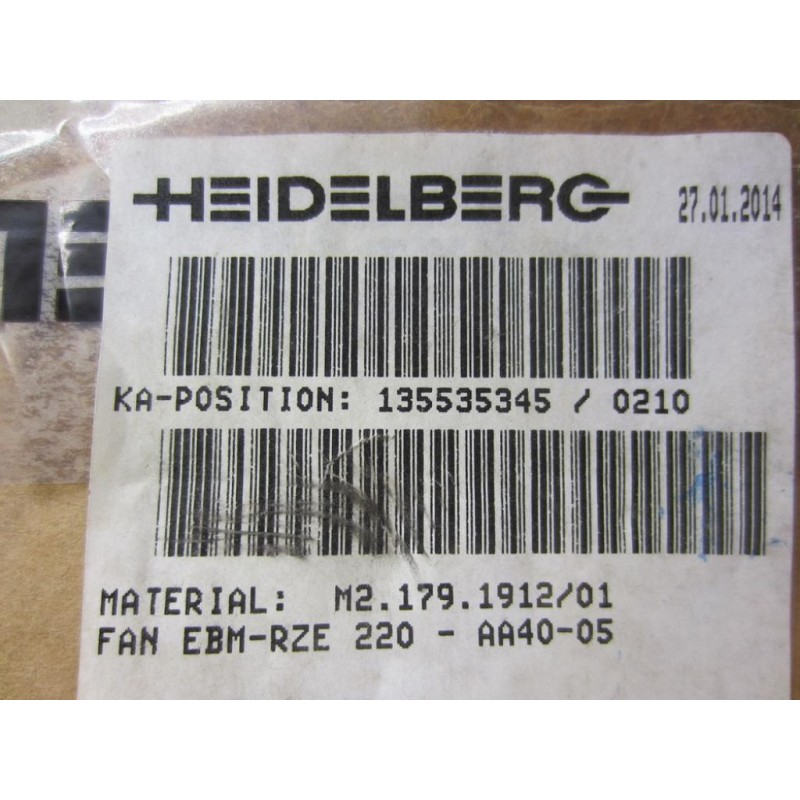 HEIDELBERG 27.01.2014
KA-POSITION: 135535345 / 0210
MATERIAL: M2.179.1912/01
FAN EBM-RZE 220 - AA40-05